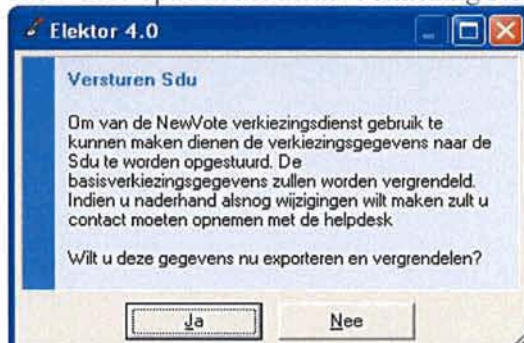 Elektor 4.0
Versturen Sdu
Om van de NewVote verkiezingsdienst gebruik te
kunnen maken dienen de verkiezingsgegevens naar de
Sdu te worden opgestuurd. De
basisverkiezingsgegevens zullen worden vergrendeld.
Indien u naderhand alsnog wijzigingen wilt maken zult u
contact moeten opnemen met de helpdesk
Wilt u deze gegevens nu exporteren en vergrendelen?
Ja
Nee